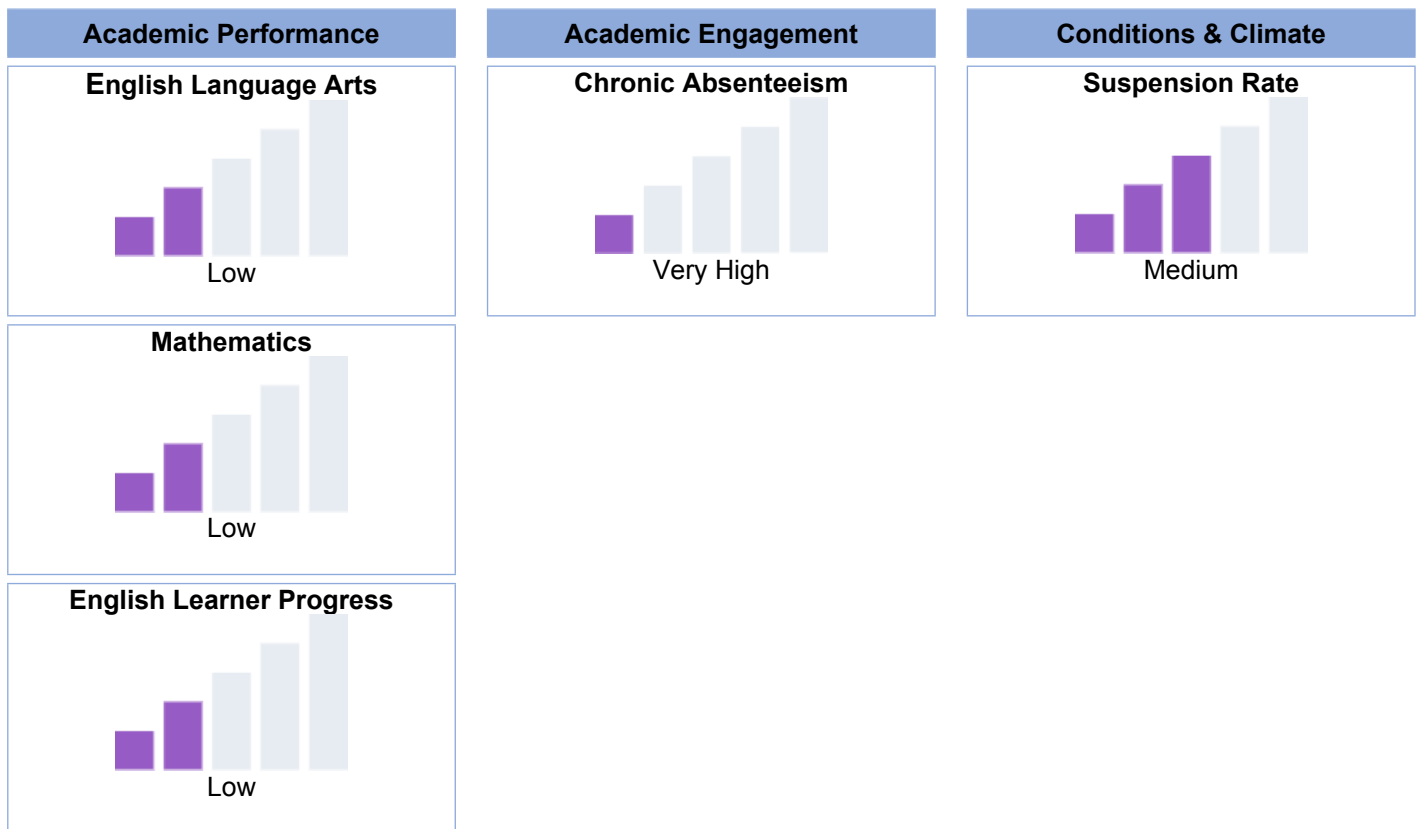 Academic Performance
Academic Engagement
Conditions & Climate
English Language Arts
Low
Chronic Absenteeism
Very High
Suspension Rate
Medium
Mathematics
Low
English Learner Progress
Low